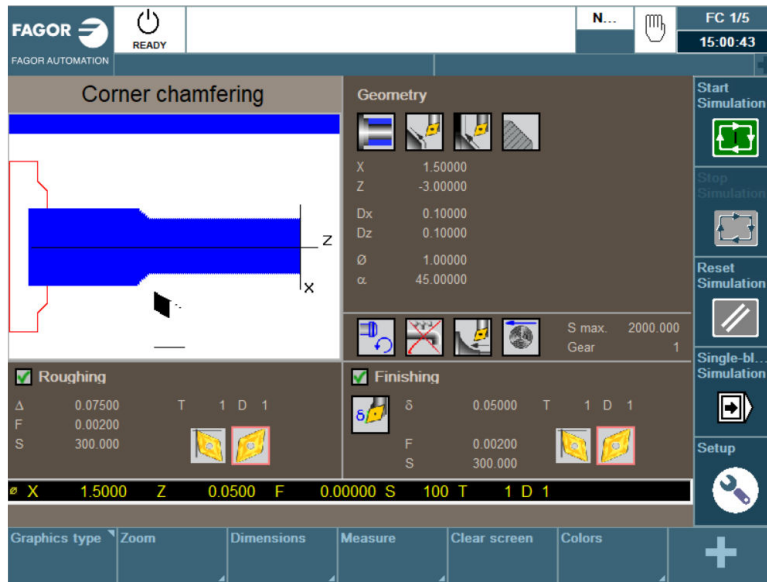 FAGOR
READY
FAGOR AUTOMATION
N...
FC 1/5
15:00:43
Corner chamfering
Z
X
Geometry
X 1.50000
Z -3.00000
Dx 0.10000
Dz 0.10000
Ø 1.00000
α 45.00000
S max. 2000.000
Gear 1
Roughing
Δ 0.07500 T 1 D 1
F 0.00200
S 300.000
Finishing
δ δ 0.05000 T 1 D 1
F 0.00200
S 300.000
ø X 1.5000 Z 0.0500 F 0.00000 S 100 T 1 D 1
Start
Simulation
Stop
Simulation
Reset
Simulation
Single-bl...
Simulation
Setup
Graphics type
Zoom
Dimensions
Measure
Clear screen
Colors